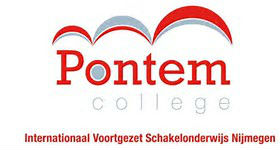 Pontem
college
Internationaal Voortgezet Schakelonderwijs Nijmegen